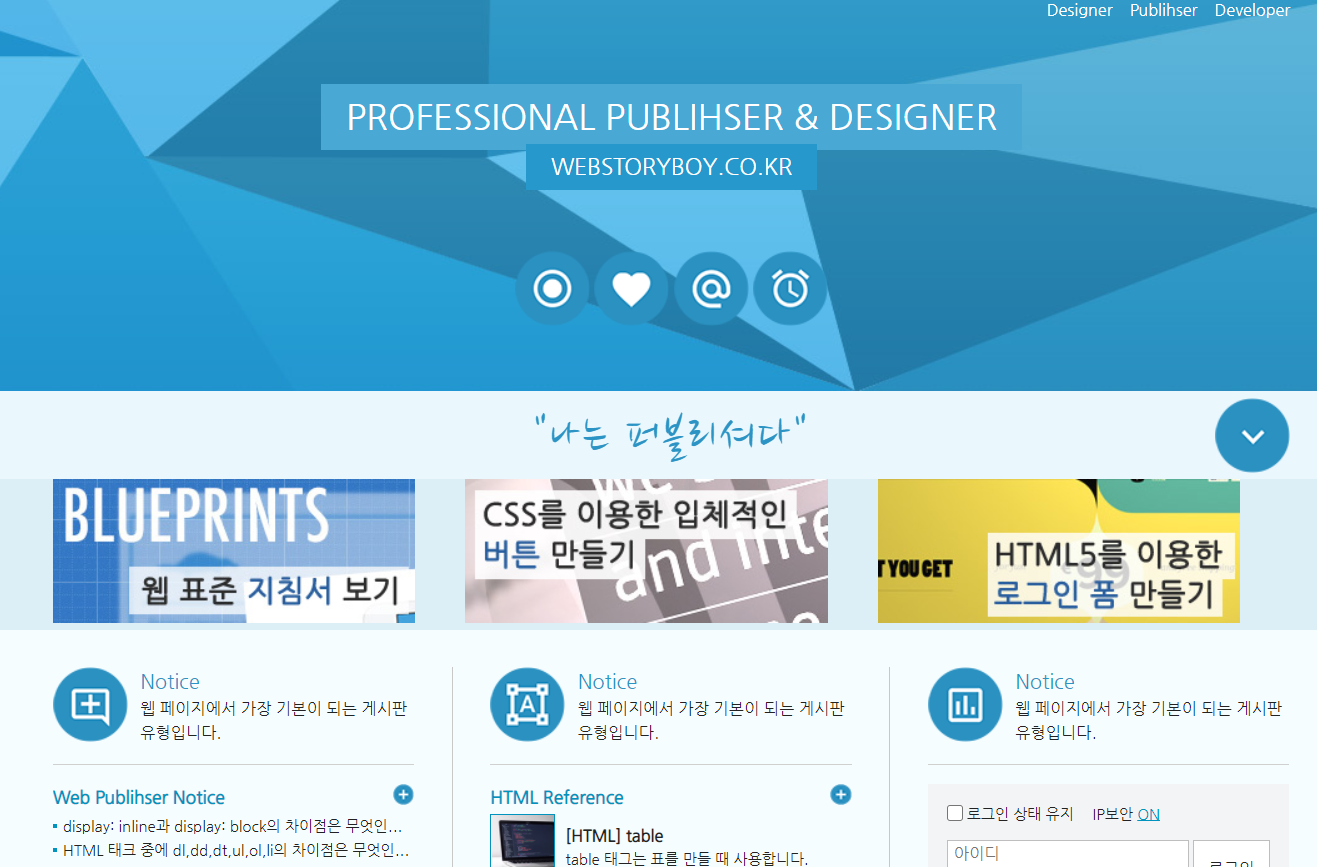 Designer Publihser Developer
PROFESSIONAL PUBLIHSER & DESIGNER
WEBSTORYBOY.CO.KR
"나는 퍼블리셔다"
BLUEPRINTS
웹 표준 지침서 보기
CSS를 이용한 입체적인
버튼 만들기
and inte
T YOU GET
HTML5를 이용한
로그인 폼 만들기
Notice
웹 페이지에서 가장 기본이 되는 게시판
유형입니다.
Web Publihser Notice
display: inline과 display: block의 차이점은 무엇인...
HTML 태크 중에 dl,dd,dt,ul,ol,li의 차이점은 무엇인...
Notice
웹 페이지에서 가장 기본이 되는 게시판
유형입니다.
HTML Reference
[HTML] table
table 태그는 표를 만들 때 사용합니다.
Notice
웹 페이지에서 가장 기본이 되는 게시판
유형입니다.
로그인 상태 유지 IP보안 ON
아이디
로그인